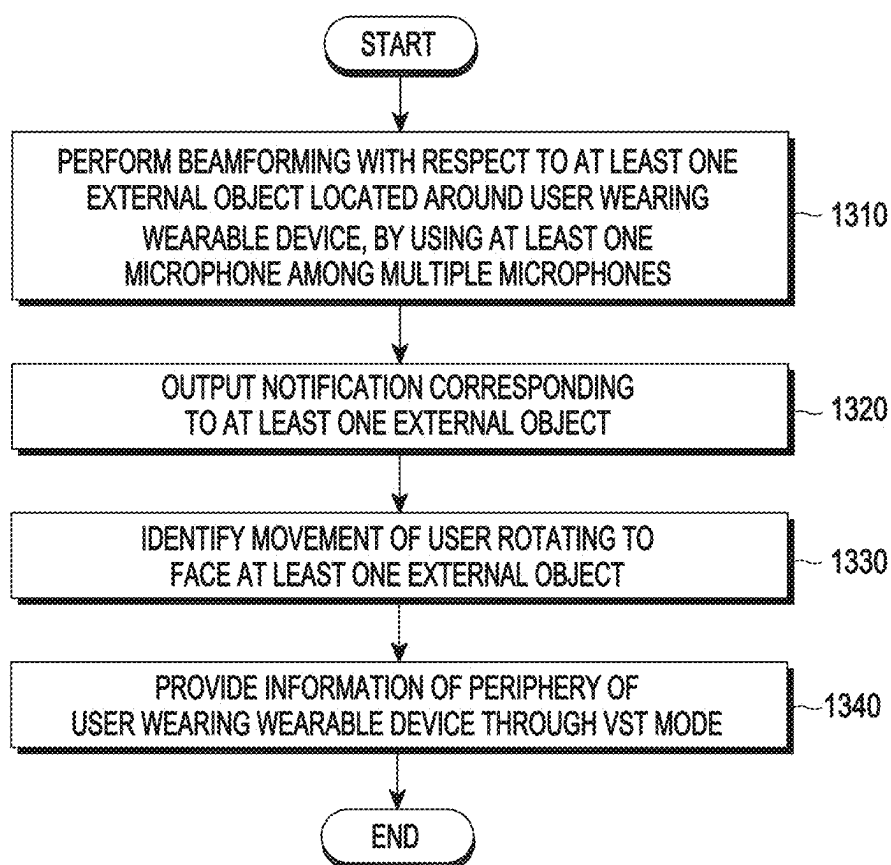 START
PERFORM BEAMFORMING WITH RESPECT TO AT LEAST ONE
EXTERNAL OBJECT LOCATED AROUND USER WEARING
WEARABLE DEVICE, BY USING AT LEAST ONE
MICROPHONE AMONG MULTIPLE MICROPHONES
1310
OUTPUT NOTIFICATION CORRESPONDING
TO AT LEAST ONE EXTERNAL OBJECT
1320
IDENTIFY MOVEMENT OF USER ROTATING TO
FACE AT LEAST ONE EXTERNAL OBJECT
1330
PROVIDE INFORMATION OF PERIPHERY OF
USER WEARING WEARABLE DEVICE THROUGH VST MODE
1340
END